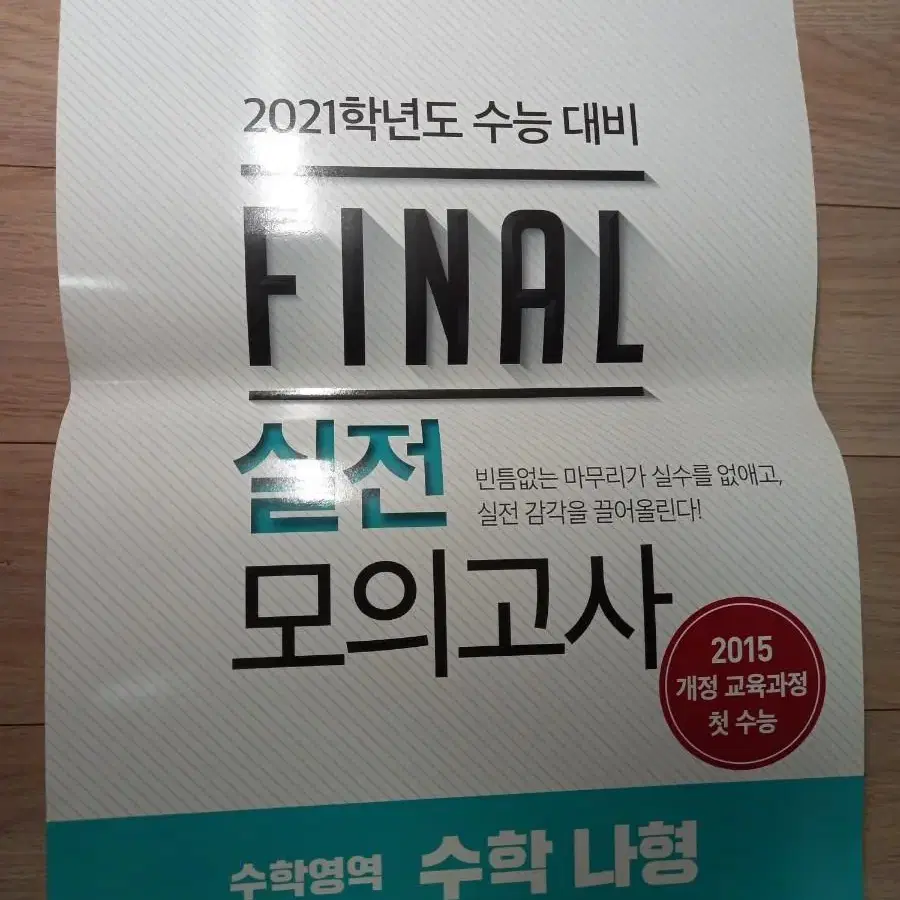 2021학년도 수능 대비
FINAL
실전
빈틈없는 마무리가 실수를 없애고,
실전 감각을 끌어올린다!
모의고사
2015
개정 교육과정
첫 수능
수학영역 수학 나형